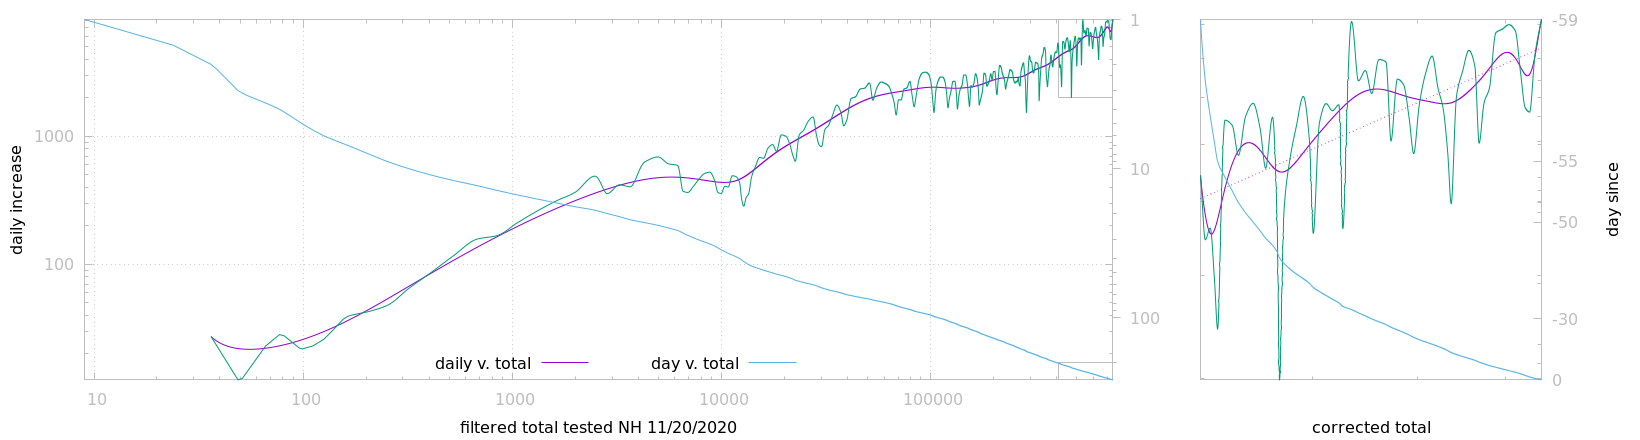 daily increase
1000
100
10
100
1000
10000
100000
filtered total tested NH 11/20/2020
daily v. total
day v. total
1
10
100
-59
-55
-50
-30
0
day since
corrected total